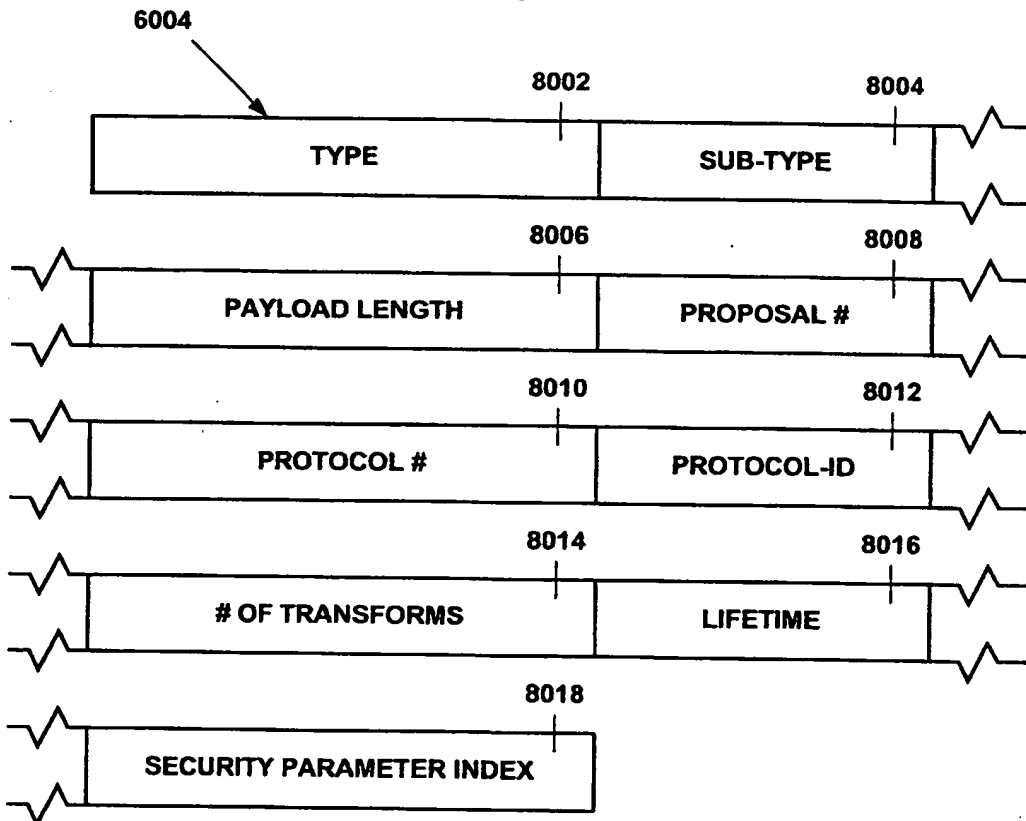 6004
8002 8004
TYPE SUB-TYPE
8006 8008
PAYLOAD LENGTH PROPOSAL #
8010 8012
PROTOCOL # PROTOCOL-ID
8014 8016
# OF TRANSFORMS LIFETIME
8018
SECURITY PARAMETER INDEX